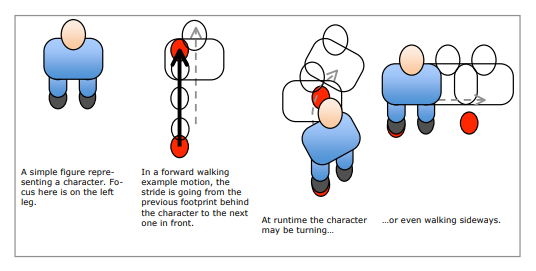 A simple figure repre-
senting a character. Fo-
cus here is on the left
leg.
In a forward walking
example motion, the
stride is going from the
previous footprint behind
the character to the next
one in front.
At runtime the character
may be turning...
...or even walking sideways.